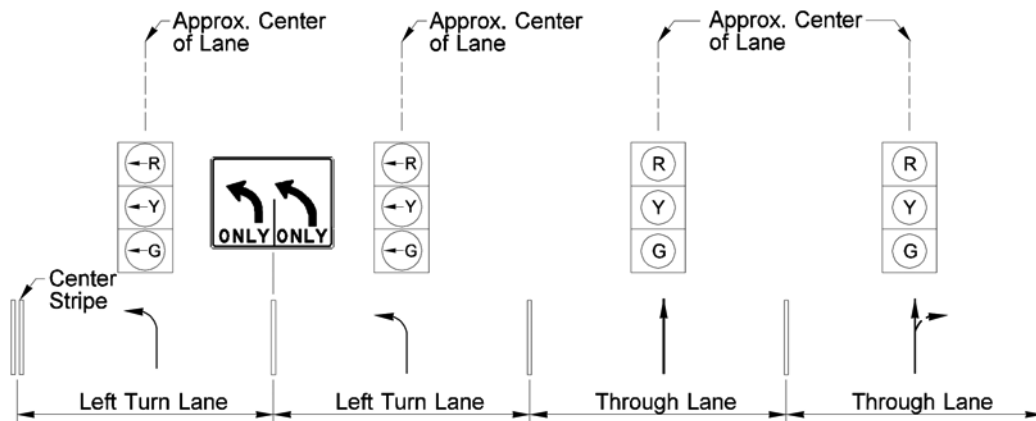 Approx. Center
of Lane
Approx. Center
of Lane
Approx. Center
of Lane
R
Y
G
ONLY ONLY
R
Y
G
R
Y
G
R
Y
G
Center
Stripe
Left Turn Lane
Left Turn Lane
Through Lane
Through Lane